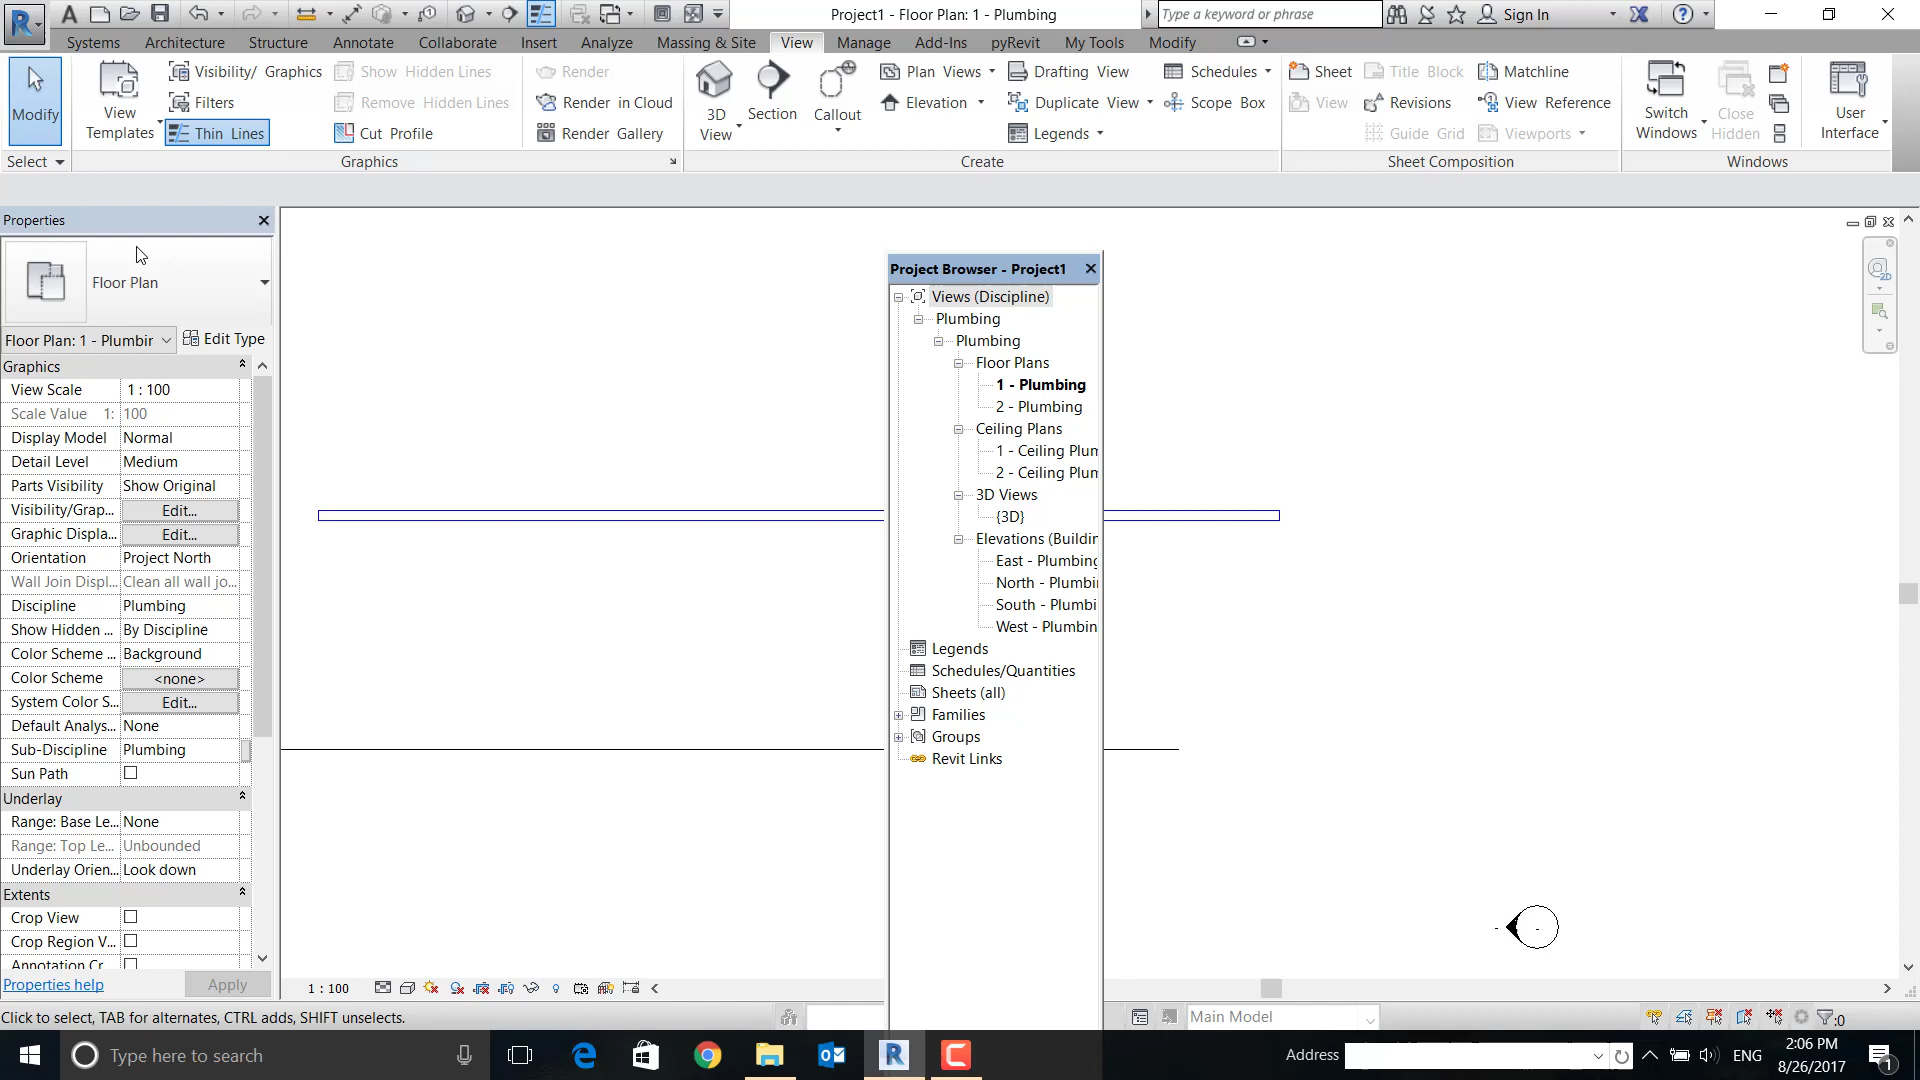 Project1 - Floor Plan: 1 - Plumbing
Type a keyword or phrase
Sign In
Systems Architecture Structure Annotate Collaborate Insert Analyze Massing & Site View Manage Add-Ins pyRevit My Tools Modify
Modify
View Templates
Visibility/ Graphics
Filters
Thin Lines
Show Hidden Lines
Remove Hidden Lines
Cut Profile
Render
Render in Cloud
Render Gallery
3D View
Section
Callout
Plan Views
Elevation
Drafting View
Duplicate View
Legends
Schedules
Scope Box
Sheet
View
Title Block
Revisions
Guide Grid
Matchline
View Reference
Viewports
Switch Windows
Close Hidden
User Interface
Select
Graphics
Create
Sheet Composition
Windows
Properties
Floor Plan
Floor Plan: 1 - Plumbir
Edit Type
Graphics
View Scale 1 : 100
Scale Value 1: 100
Display Model Normal
Detail Level Medium
Parts Visibility Show Original
Visibility/Grap... Edit...
Graphic Displa... Edit...
Orientation Project North
Wall Join Displ... Clean all wall jo...
Discipline Plumbing
Show Hidden ... By Discipline
Color Scheme ... Background
Color Scheme <none>
System Color S... Edit...
Default Analys... None
Sub-Discipline Plumbing
Sun Path
Underlay
Range: Base Le... None
Range: Top Le... Unbounded
Underlay Orien... Look down
Extents
Crop View
Crop Region V...
Annotation Cr
Properties help
Apply
Project Browser - Project1
Views (Discipline)
Plumbing
Plumbing
Floor Plans
1 - Plumbing
2 - Plumbing
Ceiling Plans
1 - Ceiling Plum
2 - Ceiling Plum
3D Views
{3D}
Elevations (Buildin
East - Plumbing
North - Plumbi
South - Plumbi
West - Plumbin
Legends
Schedules/Quantities
Sheets (all)
Families
Groups
Revit Links
1 : 100
Click to select, TAB for alternates, CTRL adds, SHIFT unselects.
Main Model
:0
Type here to search
Address
ENG
2:06 PM
8/26/2017
1